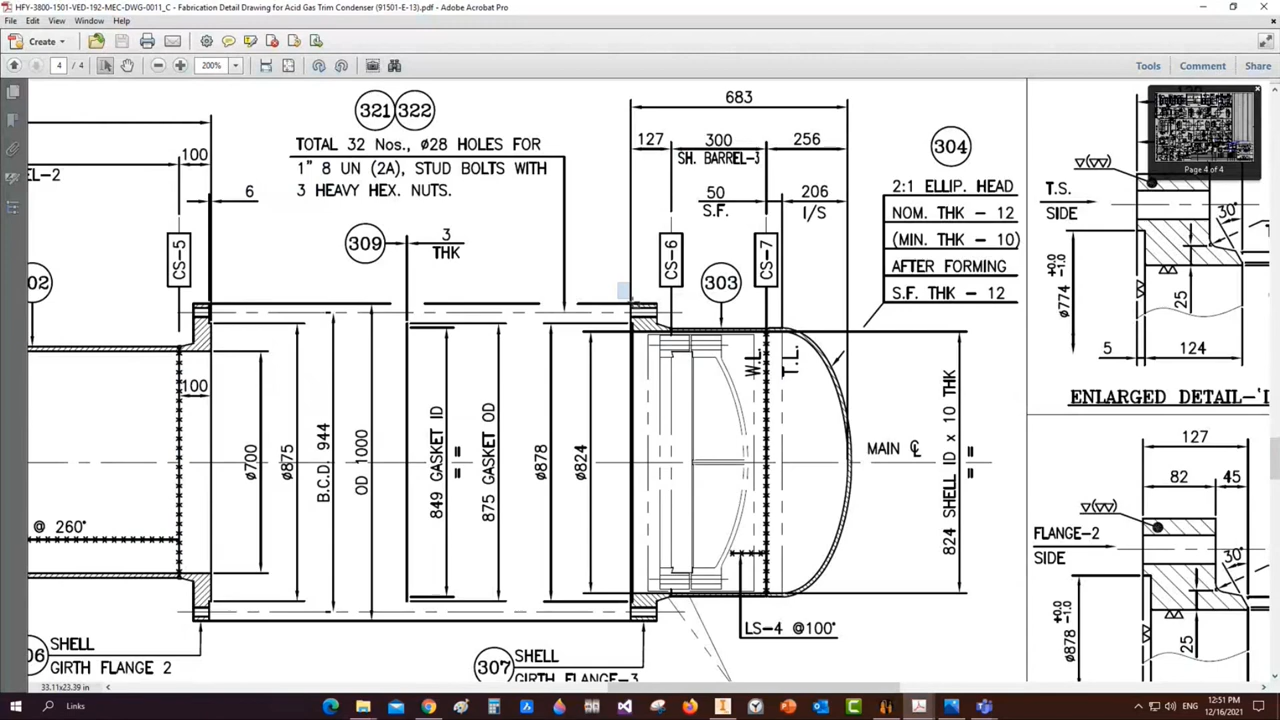 HFY-3800-1501-VED-192-MEC-DWG-0011_C - Fabrication Detail Drawing for Acid Gas Trim Condenser (91501-E-13).pdf - Adobe Acrobat Pro
File Edit View Window Help
Create
4 / 4
200%
Tools Comment Share
Page 4 of 4
321 322
TOTAL 32 Nos., ø28 HOLES FOR
1" 8 UN (2A), STUD BOLTS WITH
3 HEAVY HEX. NUTS.
683
127 300 256
SH. BARREL-3
50
S.F.
206
I/S
304
2:1 ELLIP. HEAD
NOM. THK - 12
(MIN. THK - 10)
AFTER FORMING
S.F. THK - 12
100
EL-2
6
309
3
THK
CS-5
CS-6
CS-7
303
02
W.L.
T.L.
100
ø700
ø875
B.C.D. 944
OD 1000
849 GASKET ID
=
875 GASKET OD
ø878
ø824
MAIN ℄
824 SHELL ID x 10 THK
=
@ 260°
LS-4 @100°
06
SHELL
GIRTH FLANGE 2
307
SHELL
GIRTH FLANGE-3
T.S.
SIDE
30°
ø774 +0.0 -1.0
25
5 124
127
82 45
FLANGE-2
SIDE
30°
ø878 +0.0 -1.0
25
33.11x23.39 in
Links
ENG
12:51 PM
12/16/2021